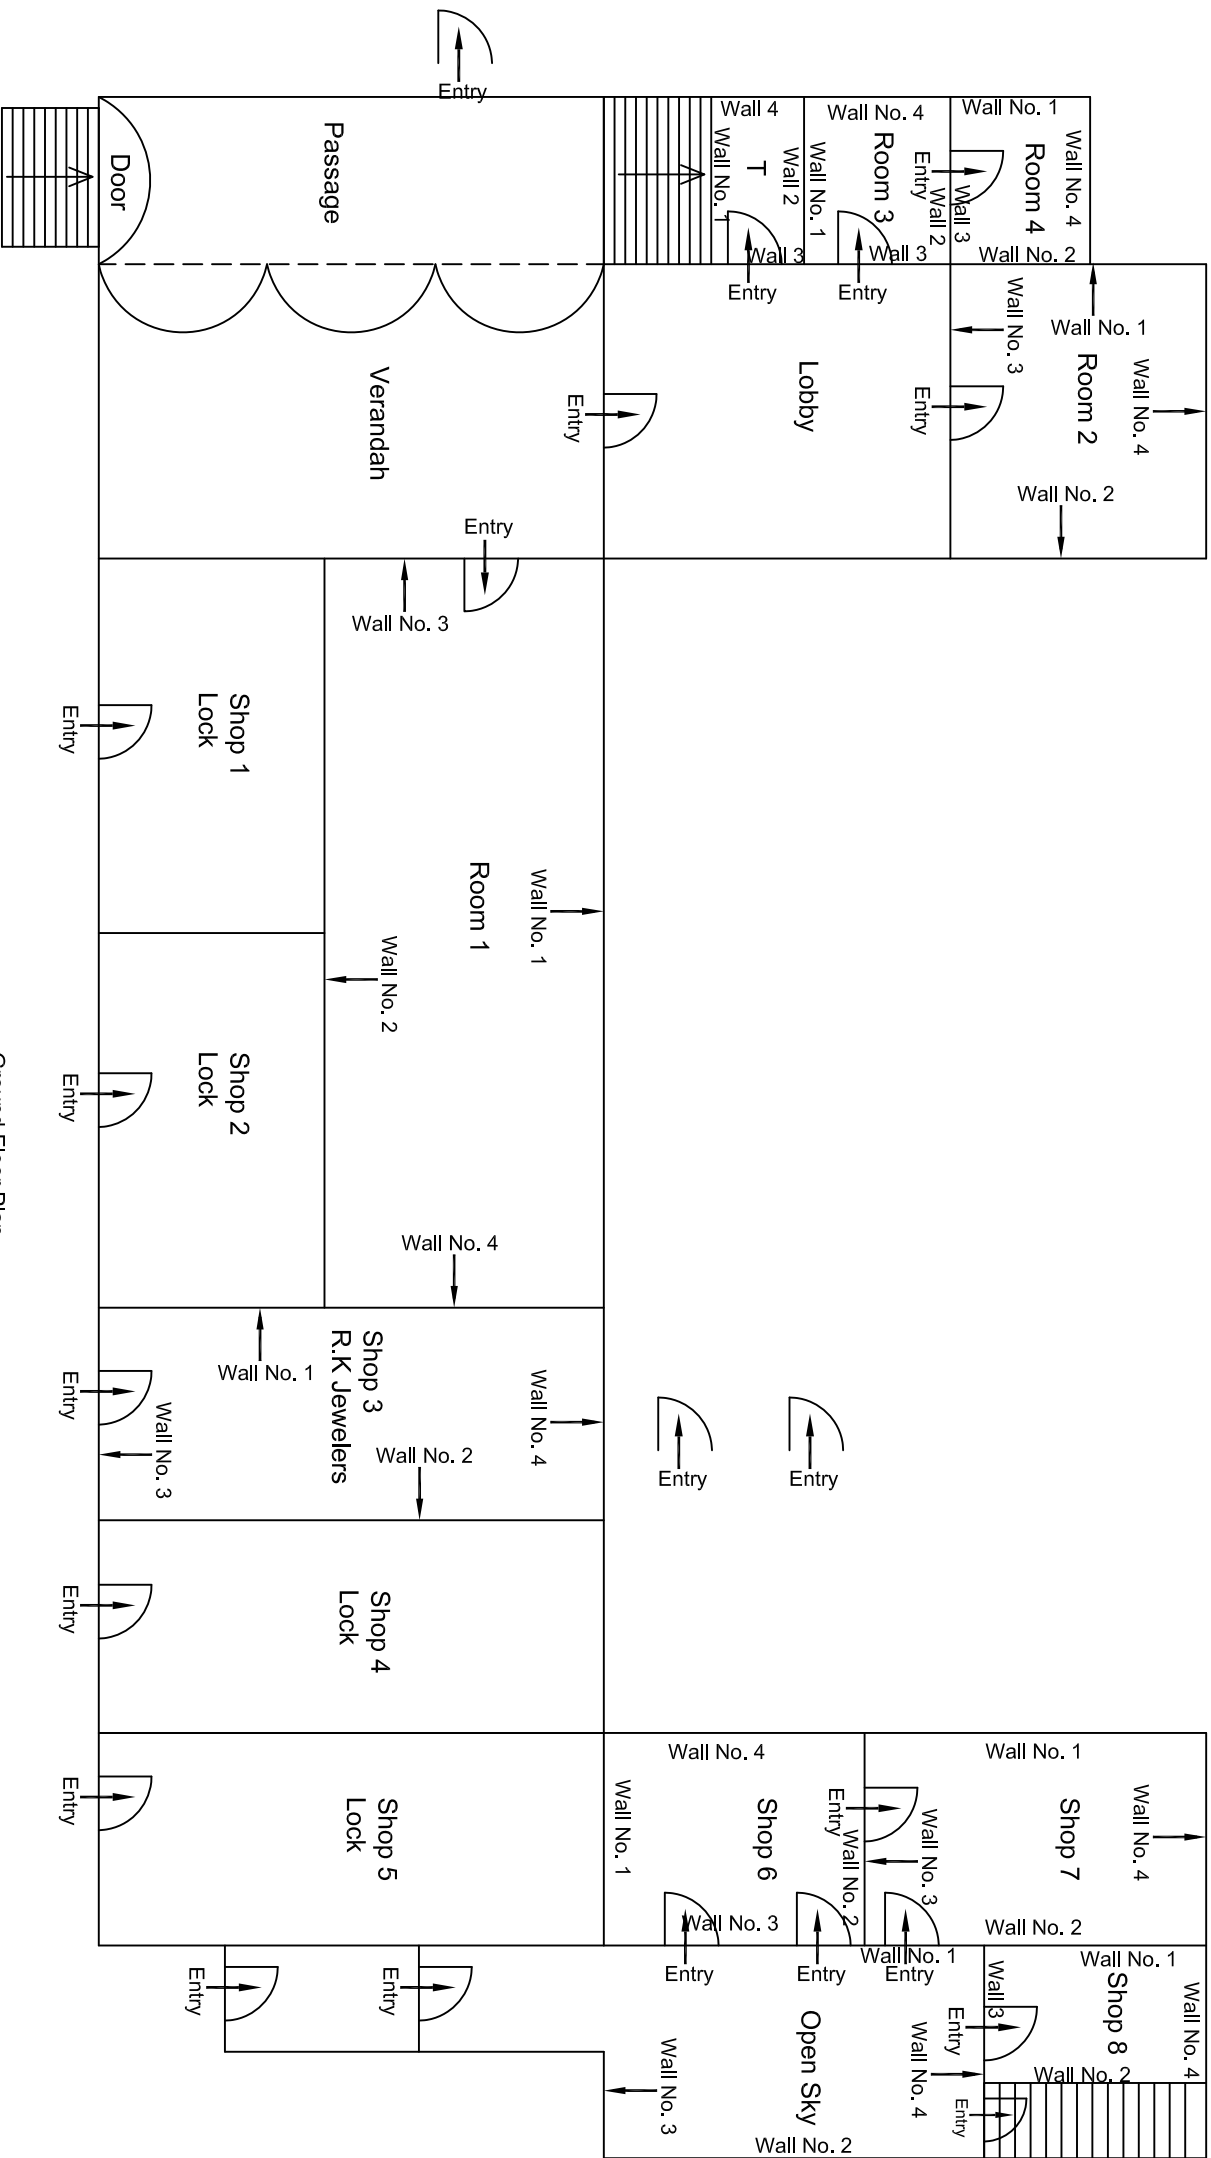 Entry
Passage
Door
Wall 4
Wall No. 1
T
Wall 2
Wall 3
Entry
Wall No. 4
Room 3
Wall No. 1
Wall 2
Wall 3
Entry
Wall No. 1
Wall No. 4
Room 4
Entry
Wall 3
Wall No. 2
Verandah
Entry
Lobby
Entry
Wall No. 1
Wall No. 3
Room 2
Wall No. 4
Wall No. 2
Entry
Wall No. 3
Shop 1
Lock
Entry
Room 1
Wall No. 1
Wall No. 2
Wall No. 4
Shop 2
Lock
Entry
Ground Floor Plan
Shop 3
R.K Jewelers
Wall No. 1
Wall No. 4
Wall No. 2
Wall No. 3
Entry
Entry
Entry
Shop 4
Lock
Entry
Shop 5
Lock
Entry
Wall No. 4
Wall No. 1
Shop 6
Wall No. 2
Wall No. 3
Entry
Entry
Entry
Wall No. 1
Shop 7
Wall No. 4
Wall No. 3
Wall No. 2
Entry
Entry
Entry
Wall No. 1
Open Sky
Wall No. 4
Wall No. 3
Wall No. 2
Wall No. 1
Shop 8
Wall No. 4
Wall 3
Entry
Wall No. 2
Entry